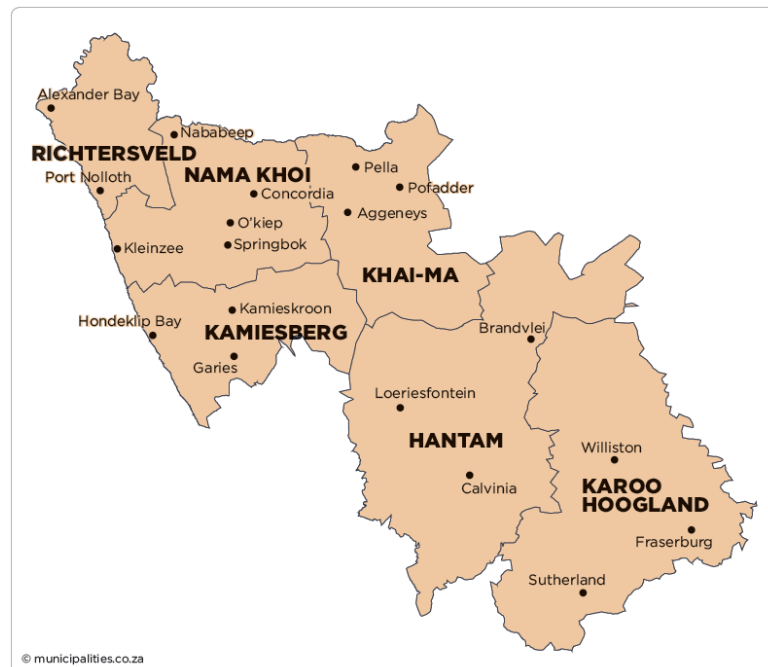 Alexander Bay
Nababeep
RICHTERSVELD
Pella
NAMA KHOI
Port Nolloth
Pofadder
Concordia
Aggeneys
O'kiep
Springbok
Kleinzee
KHAI-MA
Kamieskroon
Hondeklip Bay
KAMIESBERG
Brandvlei
Garies
Loeriesfontein
HANTAM
Williston
Calvinia
KAROO
HOOGLAND
Fraserburg
Sutherland
© municipalities.co.za